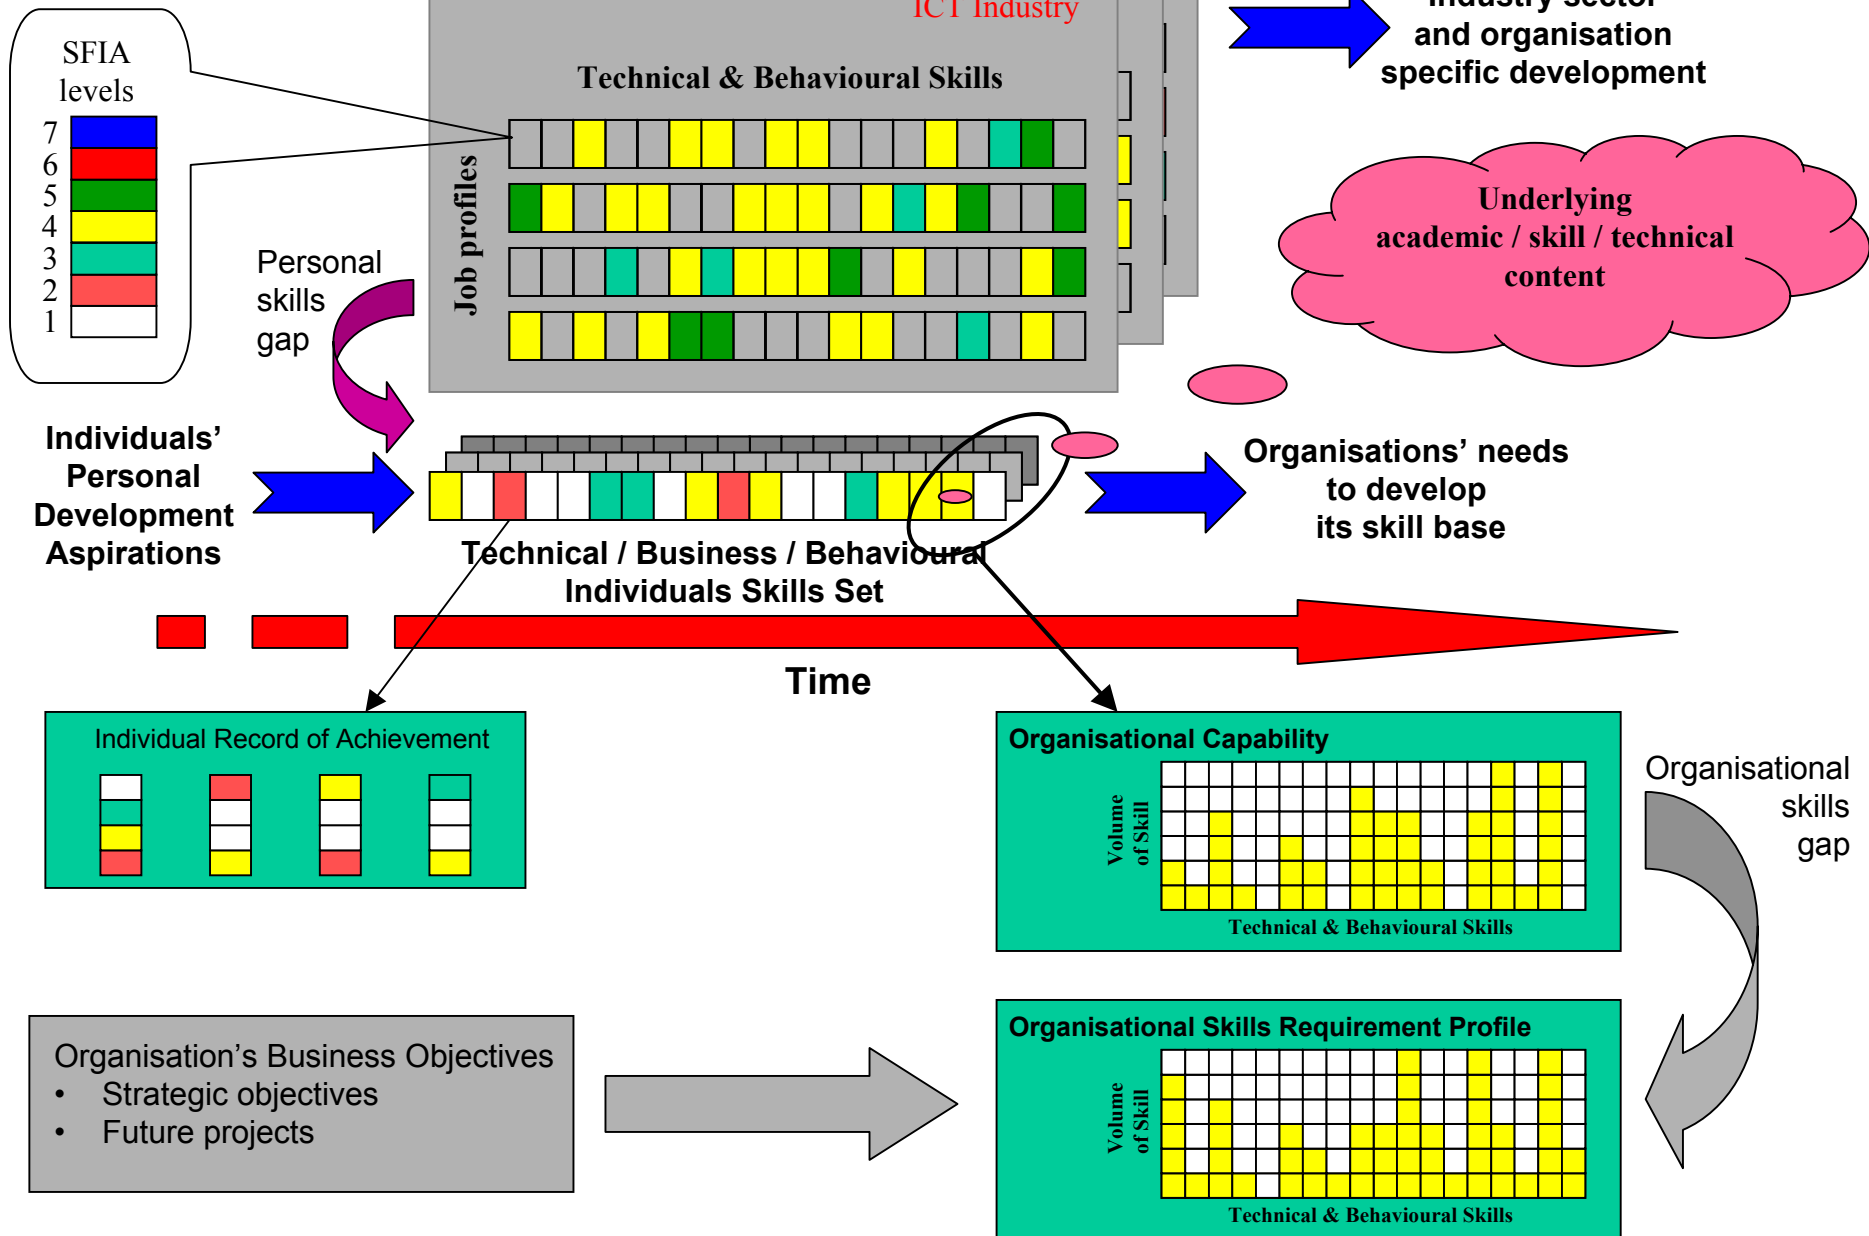 ICT Industry
Industry sector
and organisation
specific development
SFIA
levels
7
6
5
4
3
2
1
Technical & Behavioural Skills
Job profiles
Underlying
academic / skill / technical
content
Personal
skills
gap
Individuals’
Personal
Development
Aspirations
Organisations’ needs
to develop
its skill base
Technical / Business / Behavioural
Individuals Skills Set
Time
Individual Record of Achievement
Organisational Capability
Volume
of Skill
Technical & Behavioural Skills
Organisational
skills
gap
Organisation’s Business Objectives
• Strategic objectives
• Future projects
Organisational Skills Requirement Profile
Volume
of Skill
Technical & Behavioural Skills